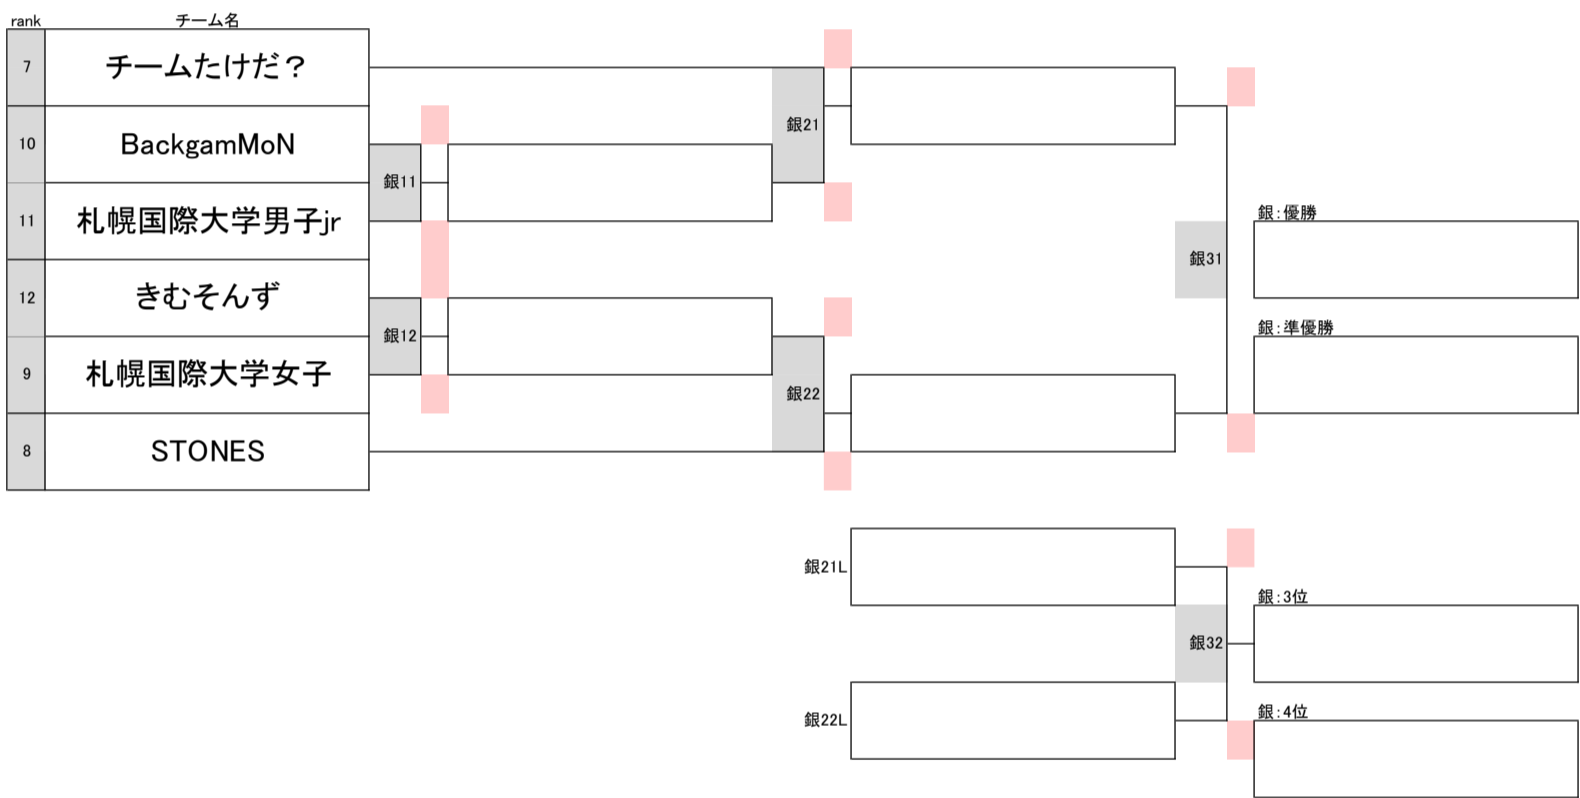 rank チーム名
7 チームたけだ？
10 BackgamMoN
11 札幌国際大学男子jr
12 きむそんず
9 札幌国際大学女子
8 STONES
銀11
銀12
銀21
銀22
銀31
銀：優勝
銀：準優勝
銀21L
銀22L
銀32
銀：3位
銀：4位